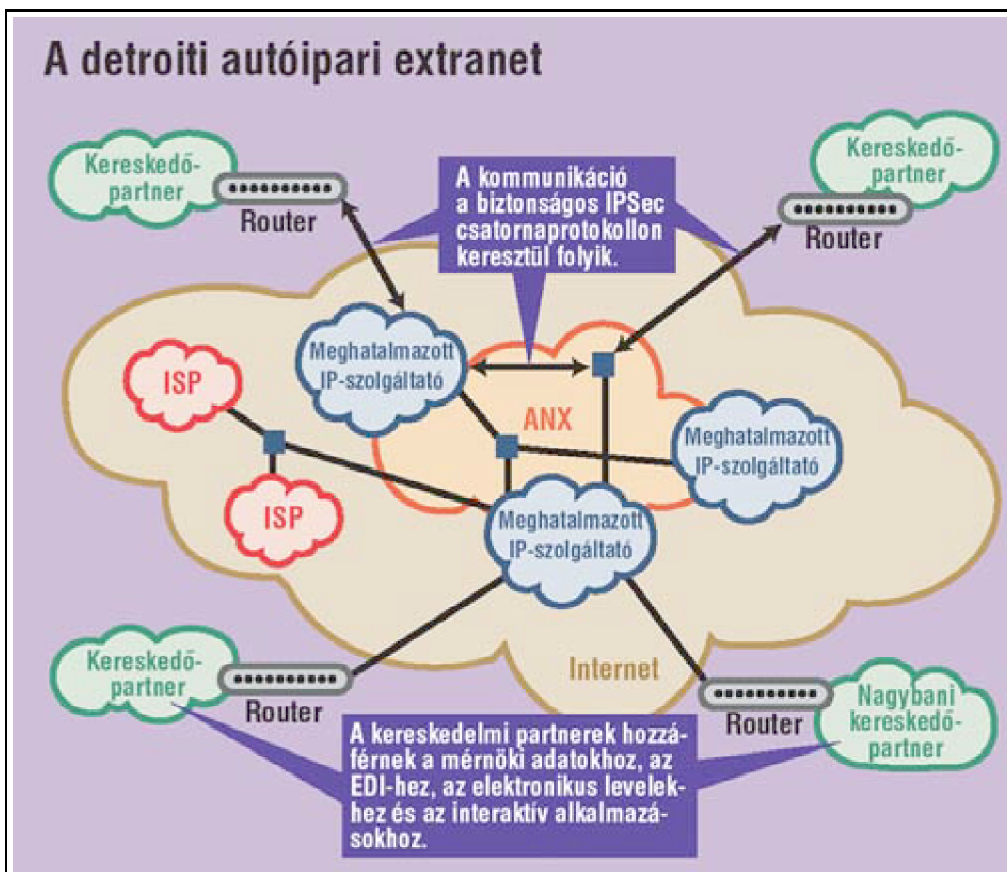 A detroiti autóipari extranet
Kereskedő-
partner
Router
A kommunikáció
a biztonságos IPSec
csatornaprotokollon
keresztül folyik.
Kereskedő-
partner
Router
Meghatalmazott
IP-szolgáltató
ISP
ANX
Meghatalmazott
IP-szolgáltató
ISP
Meghatalmazott
IP-szolgáltató
Internet
Kereskedő-
partner
Router
Router
Nagybani
kereskedő-
partner
A kereskedelmi partnerek hozzá-
férnek a mérnöki adatokhoz, az
EDI-hez, az elektronikus levelek-
hez és az interaktív alkalmazá-
sokhoz.